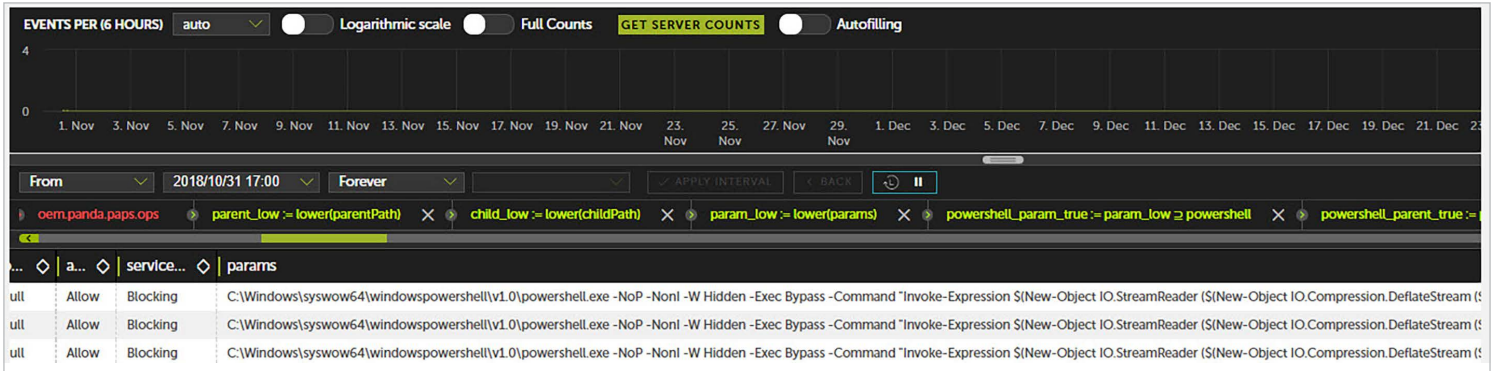 EVENTS PER (6 HOURS) auto Logarithmic scale Full Counts GET SERVER COUNTS Autofilling
4
0
1. Nov 3. Nov 5. Nov 7. Nov 9. Nov 11. Nov 13. Nov 15. Nov 17. Nov 19. Nov 21. Nov 23. Nov 25. Nov 27. Nov 29. Nov 1. Dec 3. Dec 5. Dec 7. Dec 9. Dec 11. Dec 13. Dec 15. Dec 17. Dec 19. Dec 21. Dec 23
From 2018/10/31 17:00 Forever ✓ APPLY INTERVAL < BACK
oem.panda.paps.ops parent_low := lower(parentPath) child_low := lower(childPath) param_low := lower(params) powershell_param_true := param_low ⊇ powershell powershell_parent_true :=
... a... service... params
ull Allow Blocking C:\Windows\syswow64\windowspowershell\v1.0\powershell.exe -NoP -NonI -W Hidden -Exec Bypass -Command "Invoke-Expression $(New-Object IO.StreamReader ($(New-Object IO.Compression.DeflateStream (
ull Allow Blocking C:\Windows\syswow64\windowspowershell\v1.0\powershell.exe -NoP -NonI -W Hidden -Exec Bypass -Command "Invoke-Expression $(New-Object IO.StreamReader ($(New-Object IO.Compression.DeflateStream (
ull Allow Blocking C:\Windows\syswow64\windowspowershell\v1.0\powershell.exe -NoP -NonI -W Hidden -Exec Bypass -Command "Invoke-Expression $(New-Object IO.StreamReader ($(New-Object IO.Compression.DeflateStream (